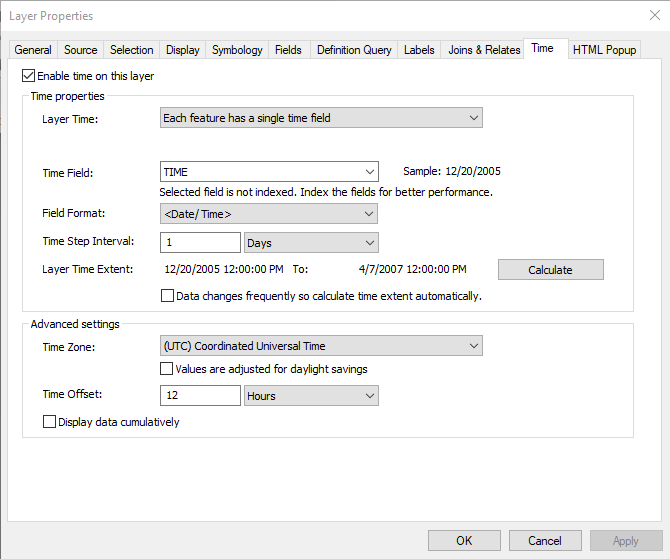 Layer Properties
General Source Selection Display Symbology Fields Definition Query Labels Joins & Relates Time HTML Popup
Enable time on this layer
Time properties
Layer Time: Each feature has a single time field
Time Field: TIME Sample: 12/20/2005
Selected field is not indexed. Index the fields for better performance.
Field Format: <Date/Time>
Time Step Interval: 1 Days
Layer Time Extent: 12/20/2005 12:00:00 PM To: 4/7/2007 12:00:00 PM Calculate
Data changes frequently so calculate time extent automatically.
Advanced settings
Time Zone: (UTC) Coordinated Universal Time
Values are adjusted for daylight savings
Time Offset: 12 Hours
Display data cumulatively
OK Cancel Apply